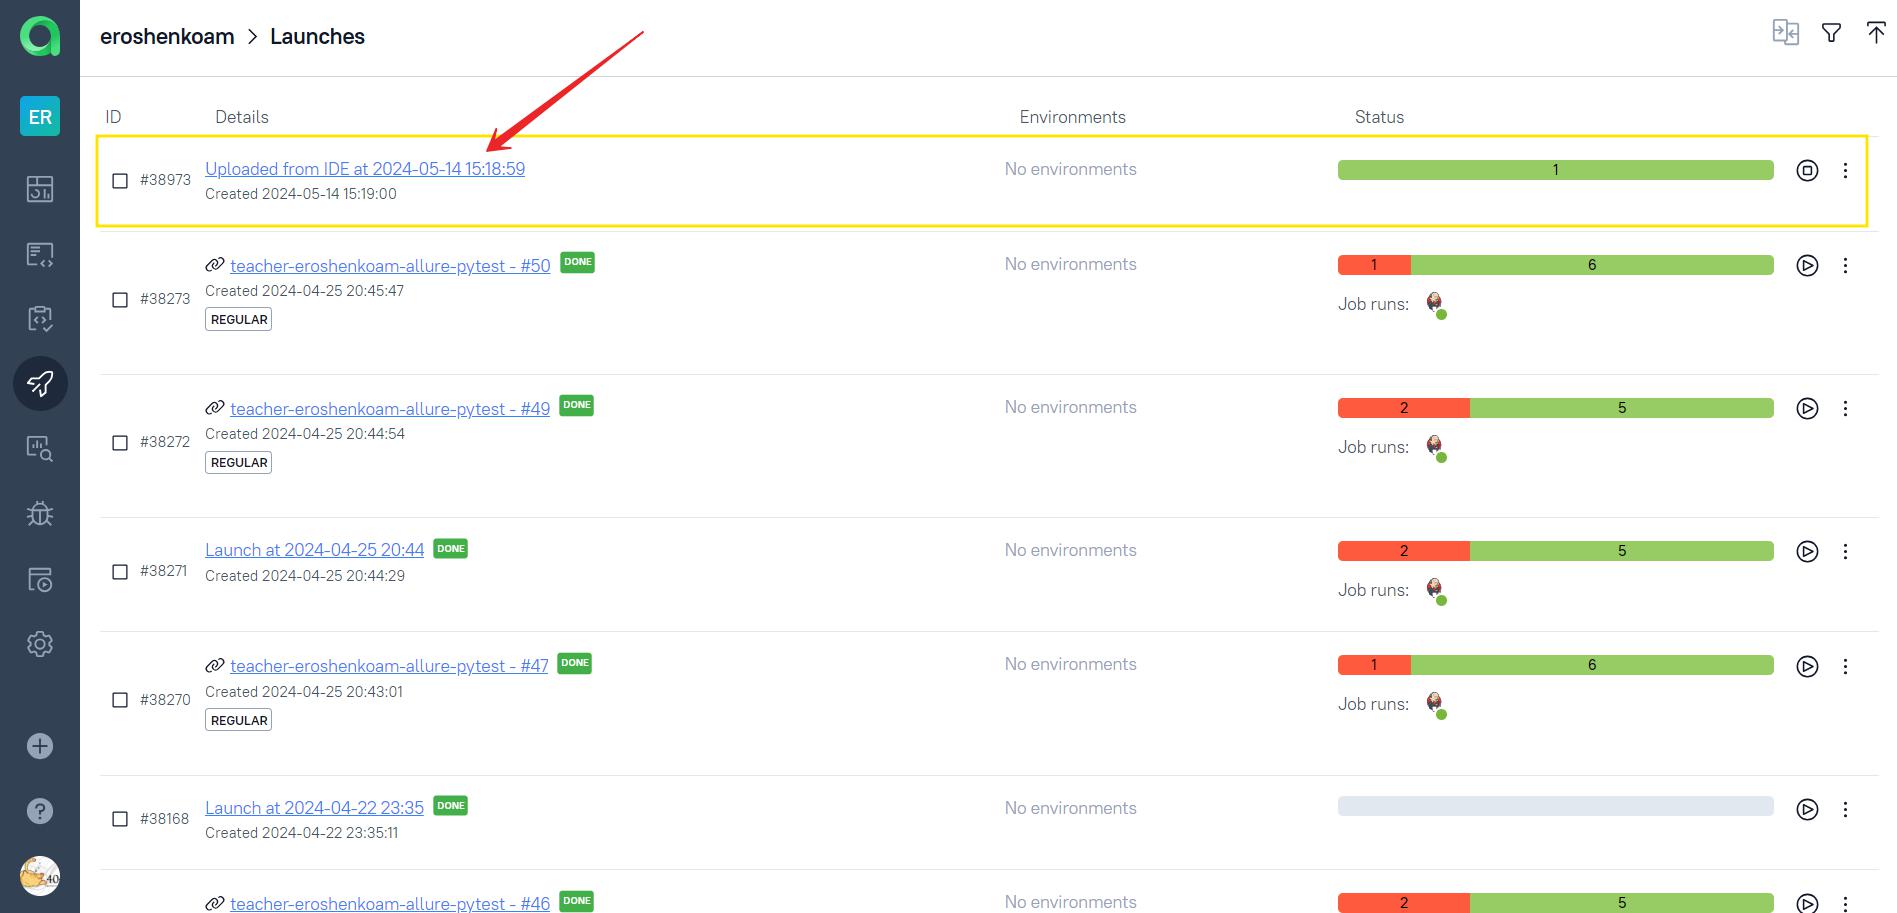 eroshenkoam > Launches
ER
ID Details Environments Status
#38973 Uploaded from IDE at 2024-05-14 15:18:59 No environments 1
Created 2024-05-14 15:19:00
teacher-eroshenkoam-allure-pytest - #50 DONE No environments 1 6
Created 2024-04-25 20:45:47
#38273
Job runs:
REGULAR
teacher-eroshenkoam-allure-pytest - #49 DONE No environments 2 5
Created 2024-04-25 20:44:54
#38272
Job runs:
REGULAR
Launch at 2024-04-25 20:44 DONE No environments 2 5
#38271
Created 2024-04-25 20:44:29
Job runs:
teacher-eroshenkoam-allure-pytest - #47 DONE No environments 1 6
Created 2024-04-25 20:43:01
#38270
Job runs:
REGULAR
Launch at 2024-04-22 23:35 DONE No environments
#38168
Created 2024-04-22 23:35:11
40
teacher-eroshenkoam-allure-pytest - #46 DONE No environments 2 5